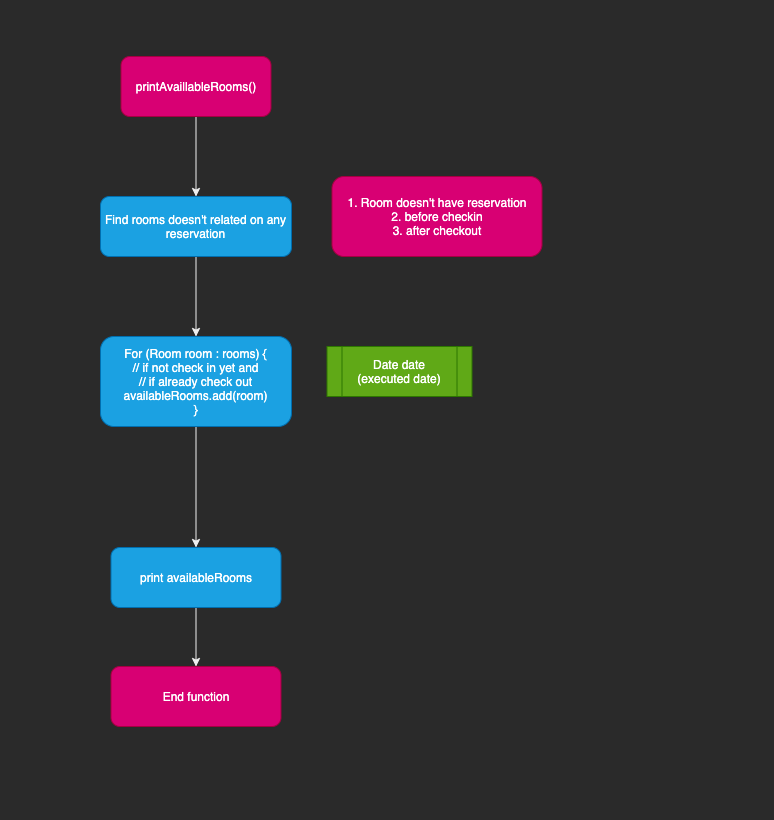 printAvaillableRooms()
Find rooms doesn't related on any
reservation
1. Room doesn't have reservation
2. before checkin
3. after checkout
For (Room room : rooms) {
// if not check in yet and
// if already check out
availableRooms.add(room)
}
Date date
(executed date)
print availableRooms
End function